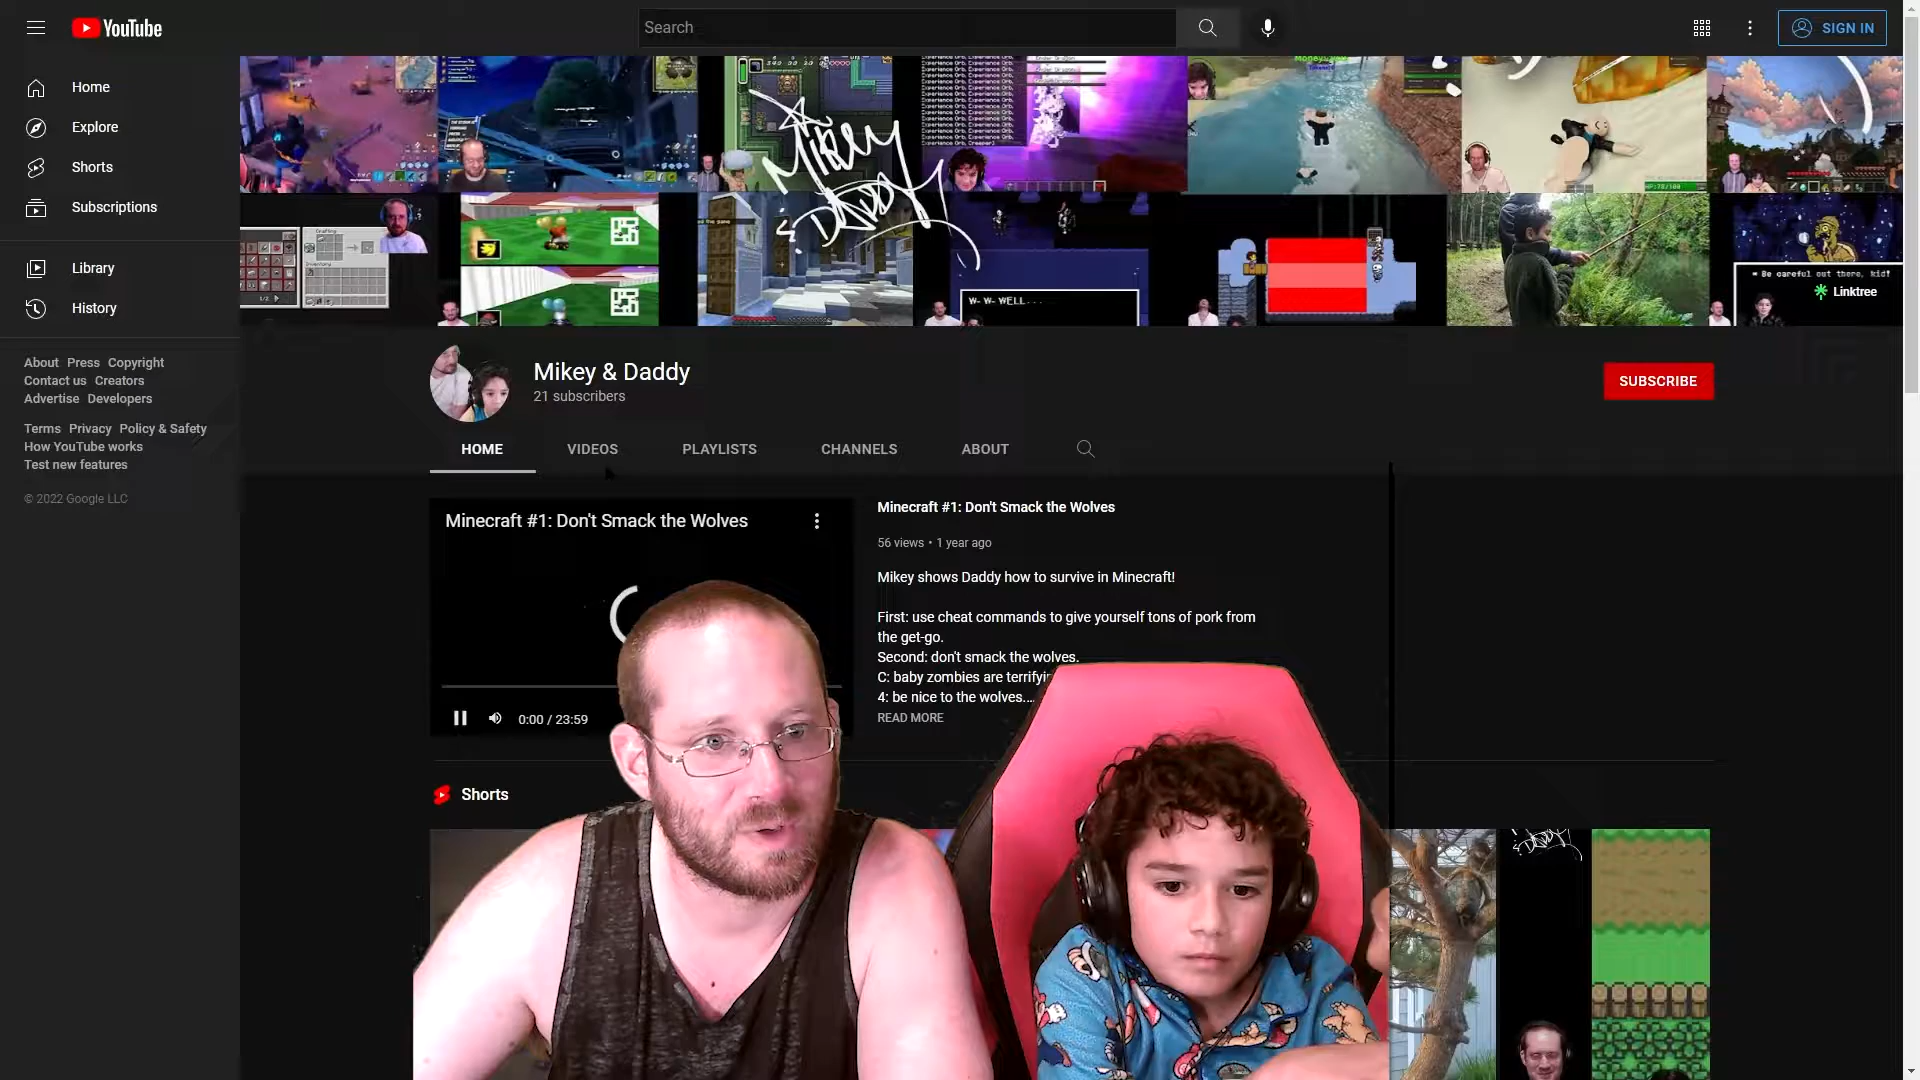 YouTube
Search
SIGN IN
Home
Explore
Shorts
Subscriptions
Library
History
About Press Copyright
Contact us Creators
Advertise Developers
Terms Privacy Policy & Safety
How YouTube works
Test new features
© 2022 Google LLC
Mikey
& DADDY
W- W- WELL....
Be careful out there, kid!
Linktree
Mikey & Daddy
21 subscribers
SUBSCRIBE
HOME
VIDEOS
PLAYLISTS
CHANNELS
ABOUT
Minecraft #1: Don't Smack the Wolves
0:00 / 23:59
Minecraft #1: Don't Smack the Wolves
56 views • 1 year ago
Mikey shows Daddy how to survive in Minecraft!
First: use cheat commands to give yourself tons of pork from
the get-go.
Second: don't smack the wolves.
C: baby zombies are
4: be nice to the wolves....
READ MORE
Shorts